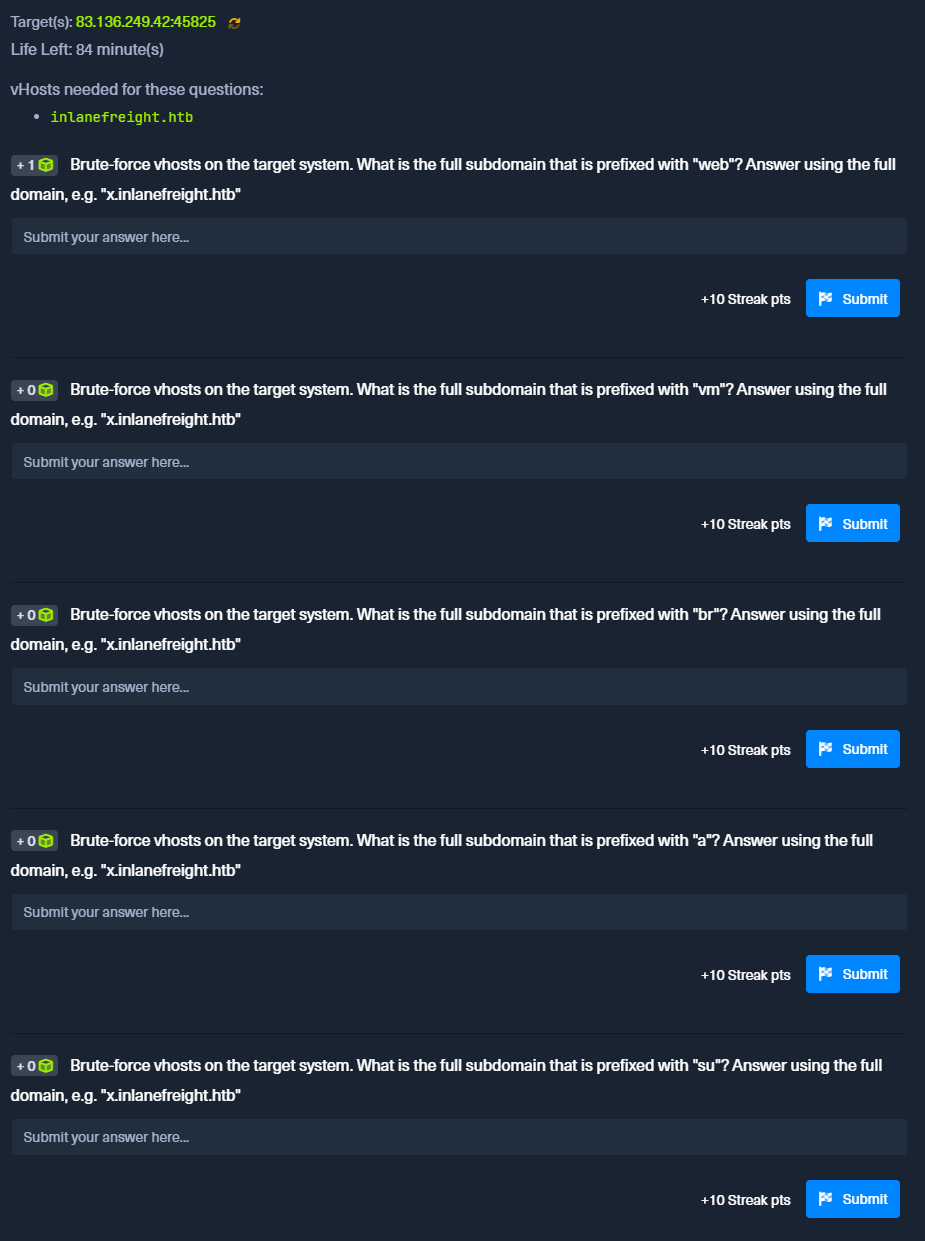 Target(s): 83.136.249.42:45825
Life Left: 84 minute(s)
vHosts needed for these questions:
• inlanefreight.htb
+ 1 Brute-force vhosts on the target system. What is the full subdomain that is prefixed with "web"? Answer using the full
domain, e.g. "x.inlanefreight.htb"
Submit your answer here...
+10 Streak pts Submit
+ 0 Brute-force vhosts on the target system. What is the full subdomain that is prefixed with "vm"? Answer using the full
domain, e.g. "x.inlanefreight.htb"
Submit your answer here...
+10 Streak pts Submit
+ 0 Brute-force vhosts on the target system. What is the full subdomain that is prefixed with "br"? Answer using the full
domain, e.g. "x.inlanefreight.htb"
Submit your answer here...
+10 Streak pts Submit
+ 0 Brute-force vhosts on the target system. What is the full subdomain that is prefixed with "a"? Answer using the full
domain, e.g. "x.inlanefreight.htb"
Submit your answer here...
+10 Streak pts Submit
+ 0 Brute-force vhosts on the target system. What is the full subdomain that is prefixed with "su"? Answer using the full
domain, e.g. "x.inlanefreight.htb"
Submit your answer here...
+10 Streak pts Submit